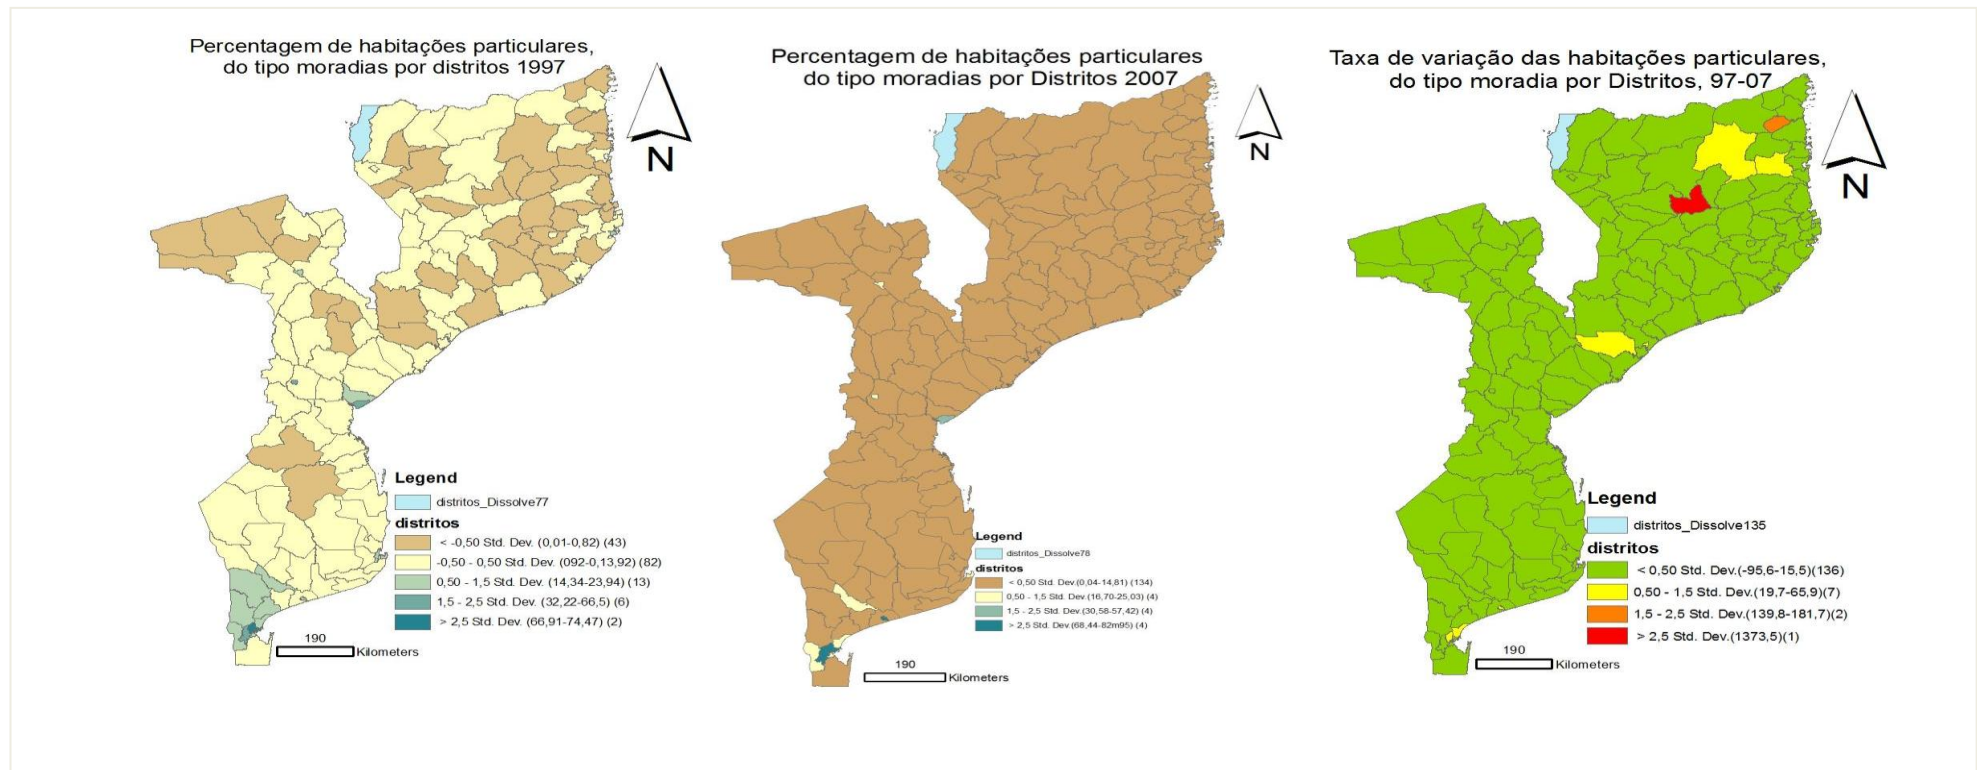 Percentagem de habitações particulares,
do tipo moradias por distritos 1997
N
Legend
distritos_Dissolve77
distritos
< -0,50 Std. Dev. (0,01-0,82) (43)
-0,50 - 0,50 Std. Dev. (092-0,13,92) (82)
0,50 - 1,5 Std. Dev. (14,34-23,94) (13)
1,5 - 2,5 Std. Dev. (32,22-66,5) (6)
> 2,5 Std. Dev. (66,91-74,47) (2)
190
Kilometers
Percentagem de habitações particulares
do tipo moradias por Distritos 2007
N
Legend
distritos_Dissolve78
distritos
< 0,50 Std. Dev.(0,04-14,81) (134)
0,50 - 1,5 Std. Dev.(16,70-25,03) (4)
1,5 - 2,5 Std. Dev.(30,58-57,42) (4)
> 2,5 Std. Dev.(68,44-82m95) (4)
190
Kilometers
Taxa de variação das habitações particulares,
do tipo moradia por Distritos, 97-07
N
Legend
distritos_Dissolve135
distritos
< 0,50 Std. Dev.(-95,6-15,5)(136)
0,50 - 1,5 Std. Dev.(19,7-65,9)(7)
1,5 - 2,5 Std. Dev.(139,8-181,7)(2)
> 2,5 Std. Dev.(1373,5)(1)
190
Kilometers